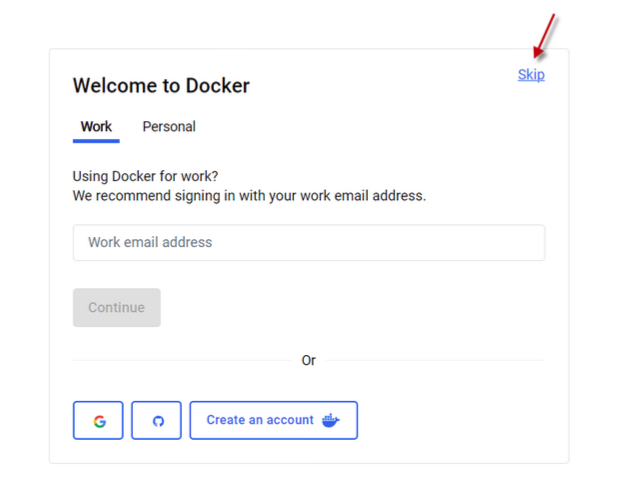 Skip
Welcome to Docker
Work Personal
Using Docker for work?
We recommend signing in with your work email address.
Work email address
Continue
Or
Create an account